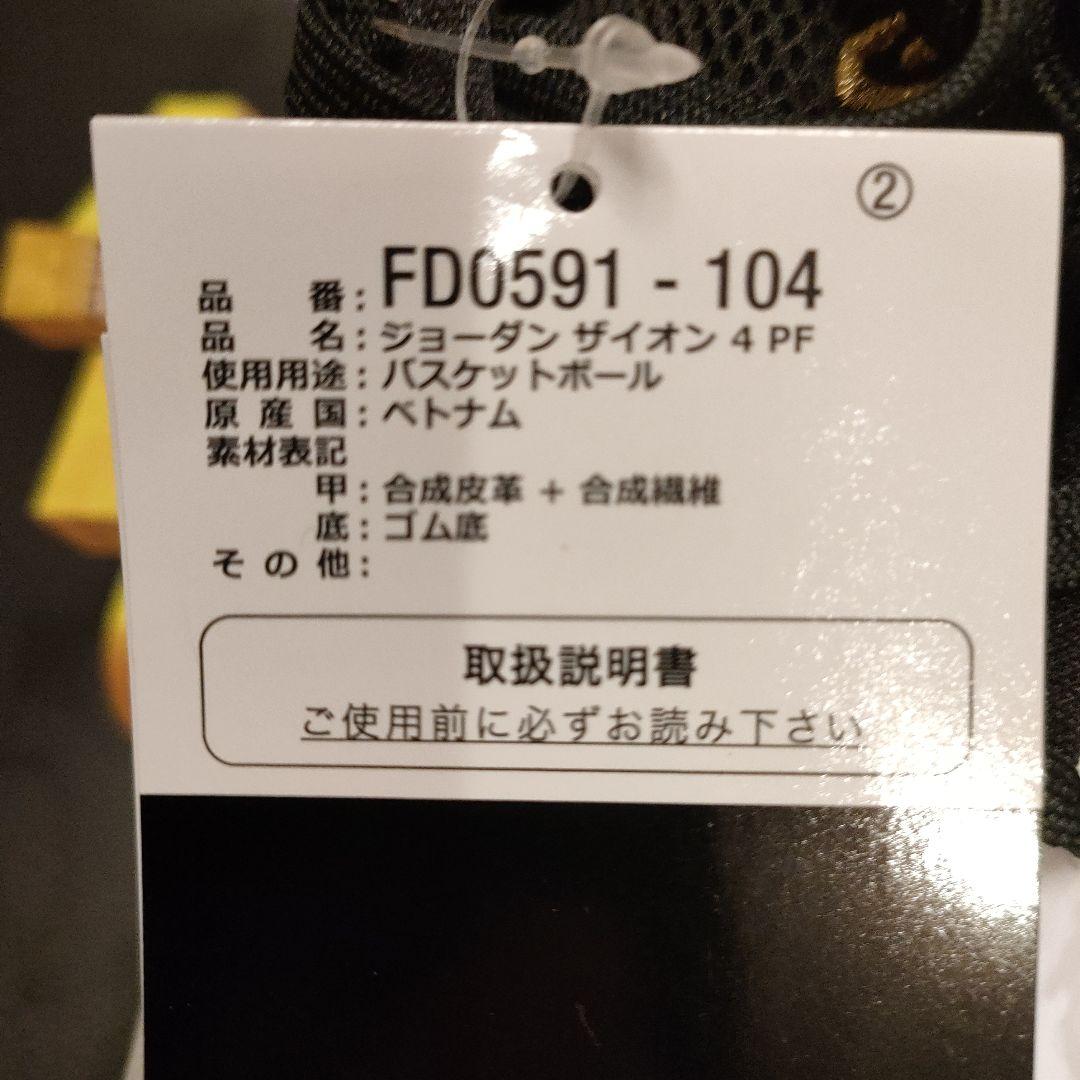 ②
品番: FD0591 - 104
品名: ジョーダン ザイオン 4 PF
使用用途: バスケットボール
原産国: ベトナム
素材表記
甲: 合成皮革 + 合成繊維
底: ゴム底
その他:
取扱説明書
ご使用前に必ずお読み下さい